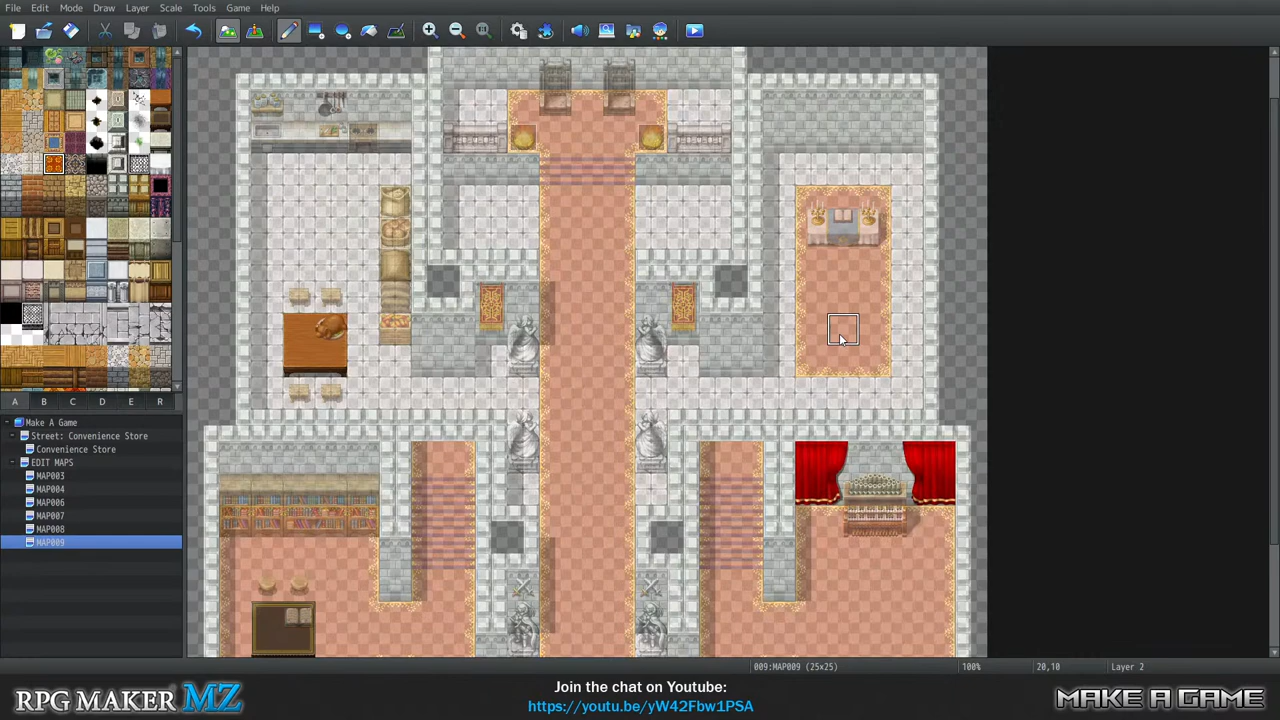 File Edit Mode Draw Layer Scale Tools Game Help
A B C D E R
Make A Game
Street: Convenience Store
Convenience Store
EDIT MAPS
MAP003
MAP004
MAP006
MAP007
MAP008
MAP009
009:MAP009 (25x25) 100% 20,10 Layer 2
RPG MAKER MZ
Join the chat on Youtube:
https://youtu.be/yW42Fbw1PSA
MAKE A GAME